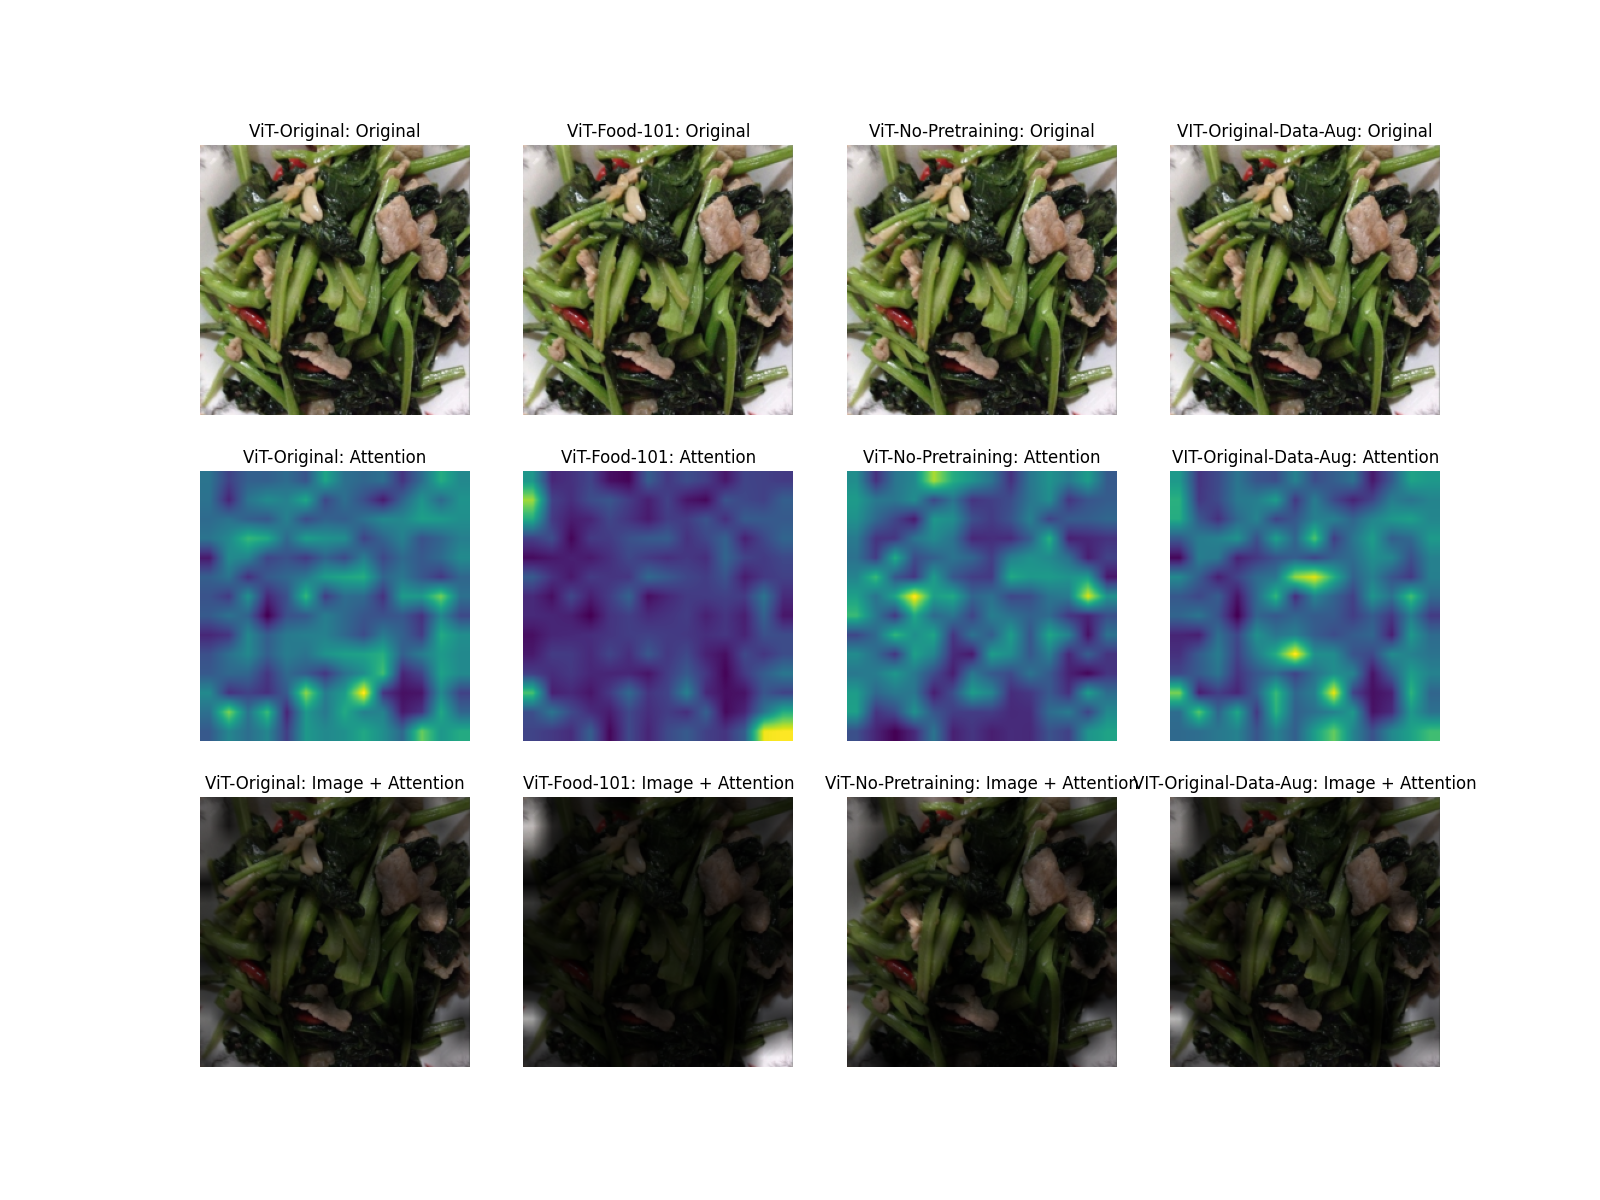 ViT-Original: Original
ViT-Food-101: Original
ViT-No-Pretraining: Original
VIT-Original-Data-Aug: Original
ViT-Original: Attention
ViT-Food-101: Attention
ViT-No-Pretraining: Attention
VIT-Original-Data-Aug: Attention
ViT-Original: Image + Attention
ViT-Food-101: Image + Attention
ViT-No-Pretraining: Image + Attention
VIT-Original-Data-Aug: Image + Attention